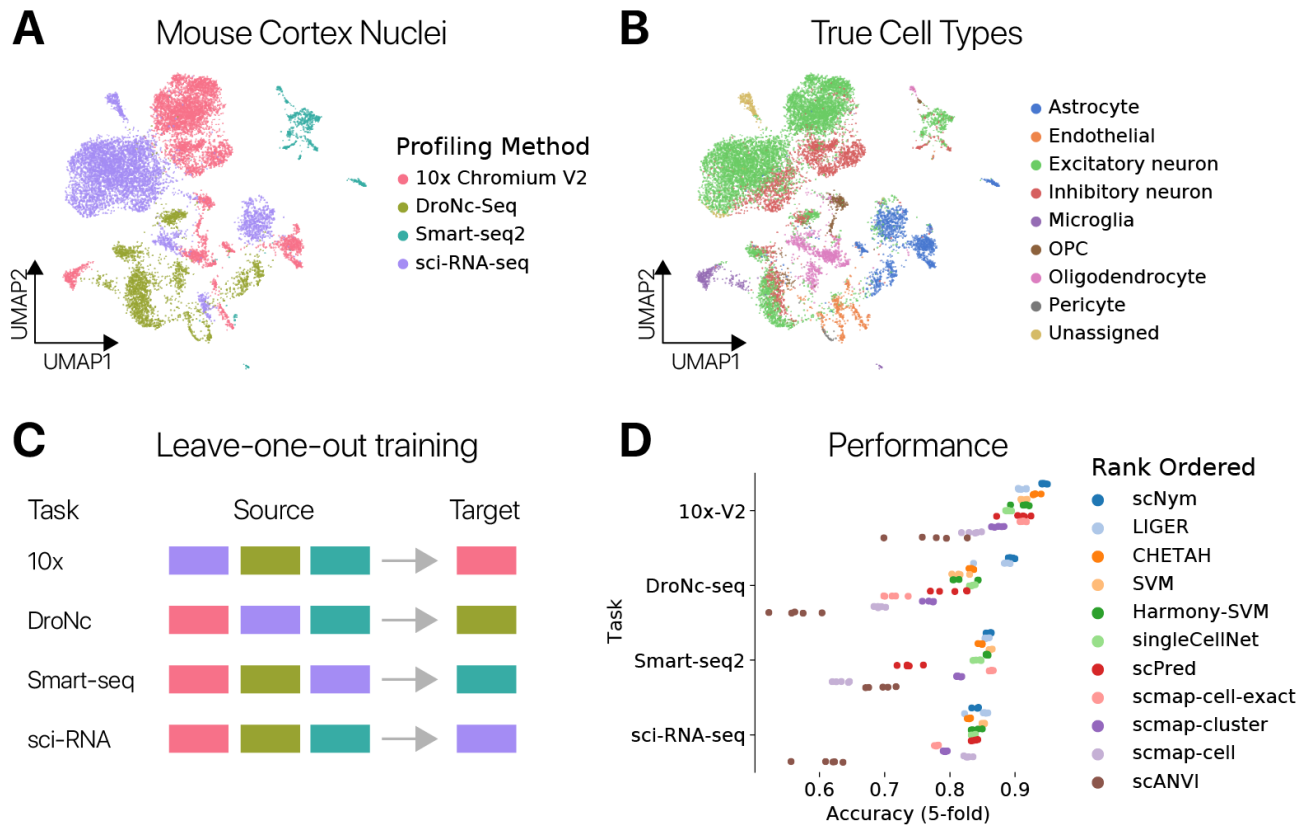 A
Mouse Cortex Nuclei
Profiling Method
10x Chromium V2
DroNc-Seq
Smart-seq2
sci-RNA-seq
UMAP2
UMAP1
B
True Cell Types
Astrocyte
Endothelial
Excitatory neuron
Inhibitory neuron
Microglia
OPC
Oligodendrocyte
Pericyte
Unassigned
UMAP2
UMAP1
C
Leave-one-out training
Task
Source
Target
10x
DroNc
Smart-seq
sci-RNA
D
Performance
Task
10x-V2
DroNc-seq
Smart-seq2
sci-RNA-seq
0.6 0.7 0.8 0.9
Accuracy (5-fold)
Rank Ordered
scNym
LIGER
CHETAH
SVM
Harmony-SVM
singleCellNet
scPred
scmap-cell-exact
scmap-cluster
scmap-cell
scANVI